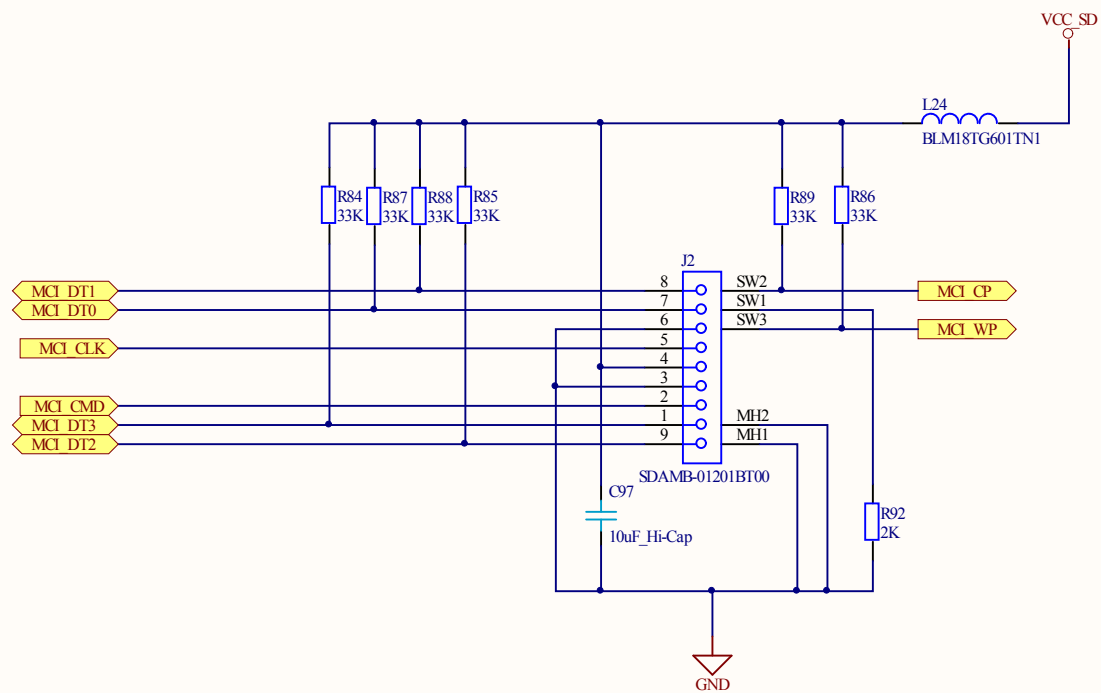 VCC_SD
L24
BLM18TG601TN1
R84
33K
R87
33K
R88
33K
R85
33K
R89
33K
R86
33K
J2
MCI_DT1
8
SW2
MCI_CP
MCI_DT0
7
SW1
6
SW3
MCI_WP
MCI_CLK
5
4
3
MCI_CMD
2
MCI_DT3
1
MH2
MCI_DT2
9
MH1
SDAMB-01201BT00
C97
10uF_Hi-Cap
R92
2K
GND